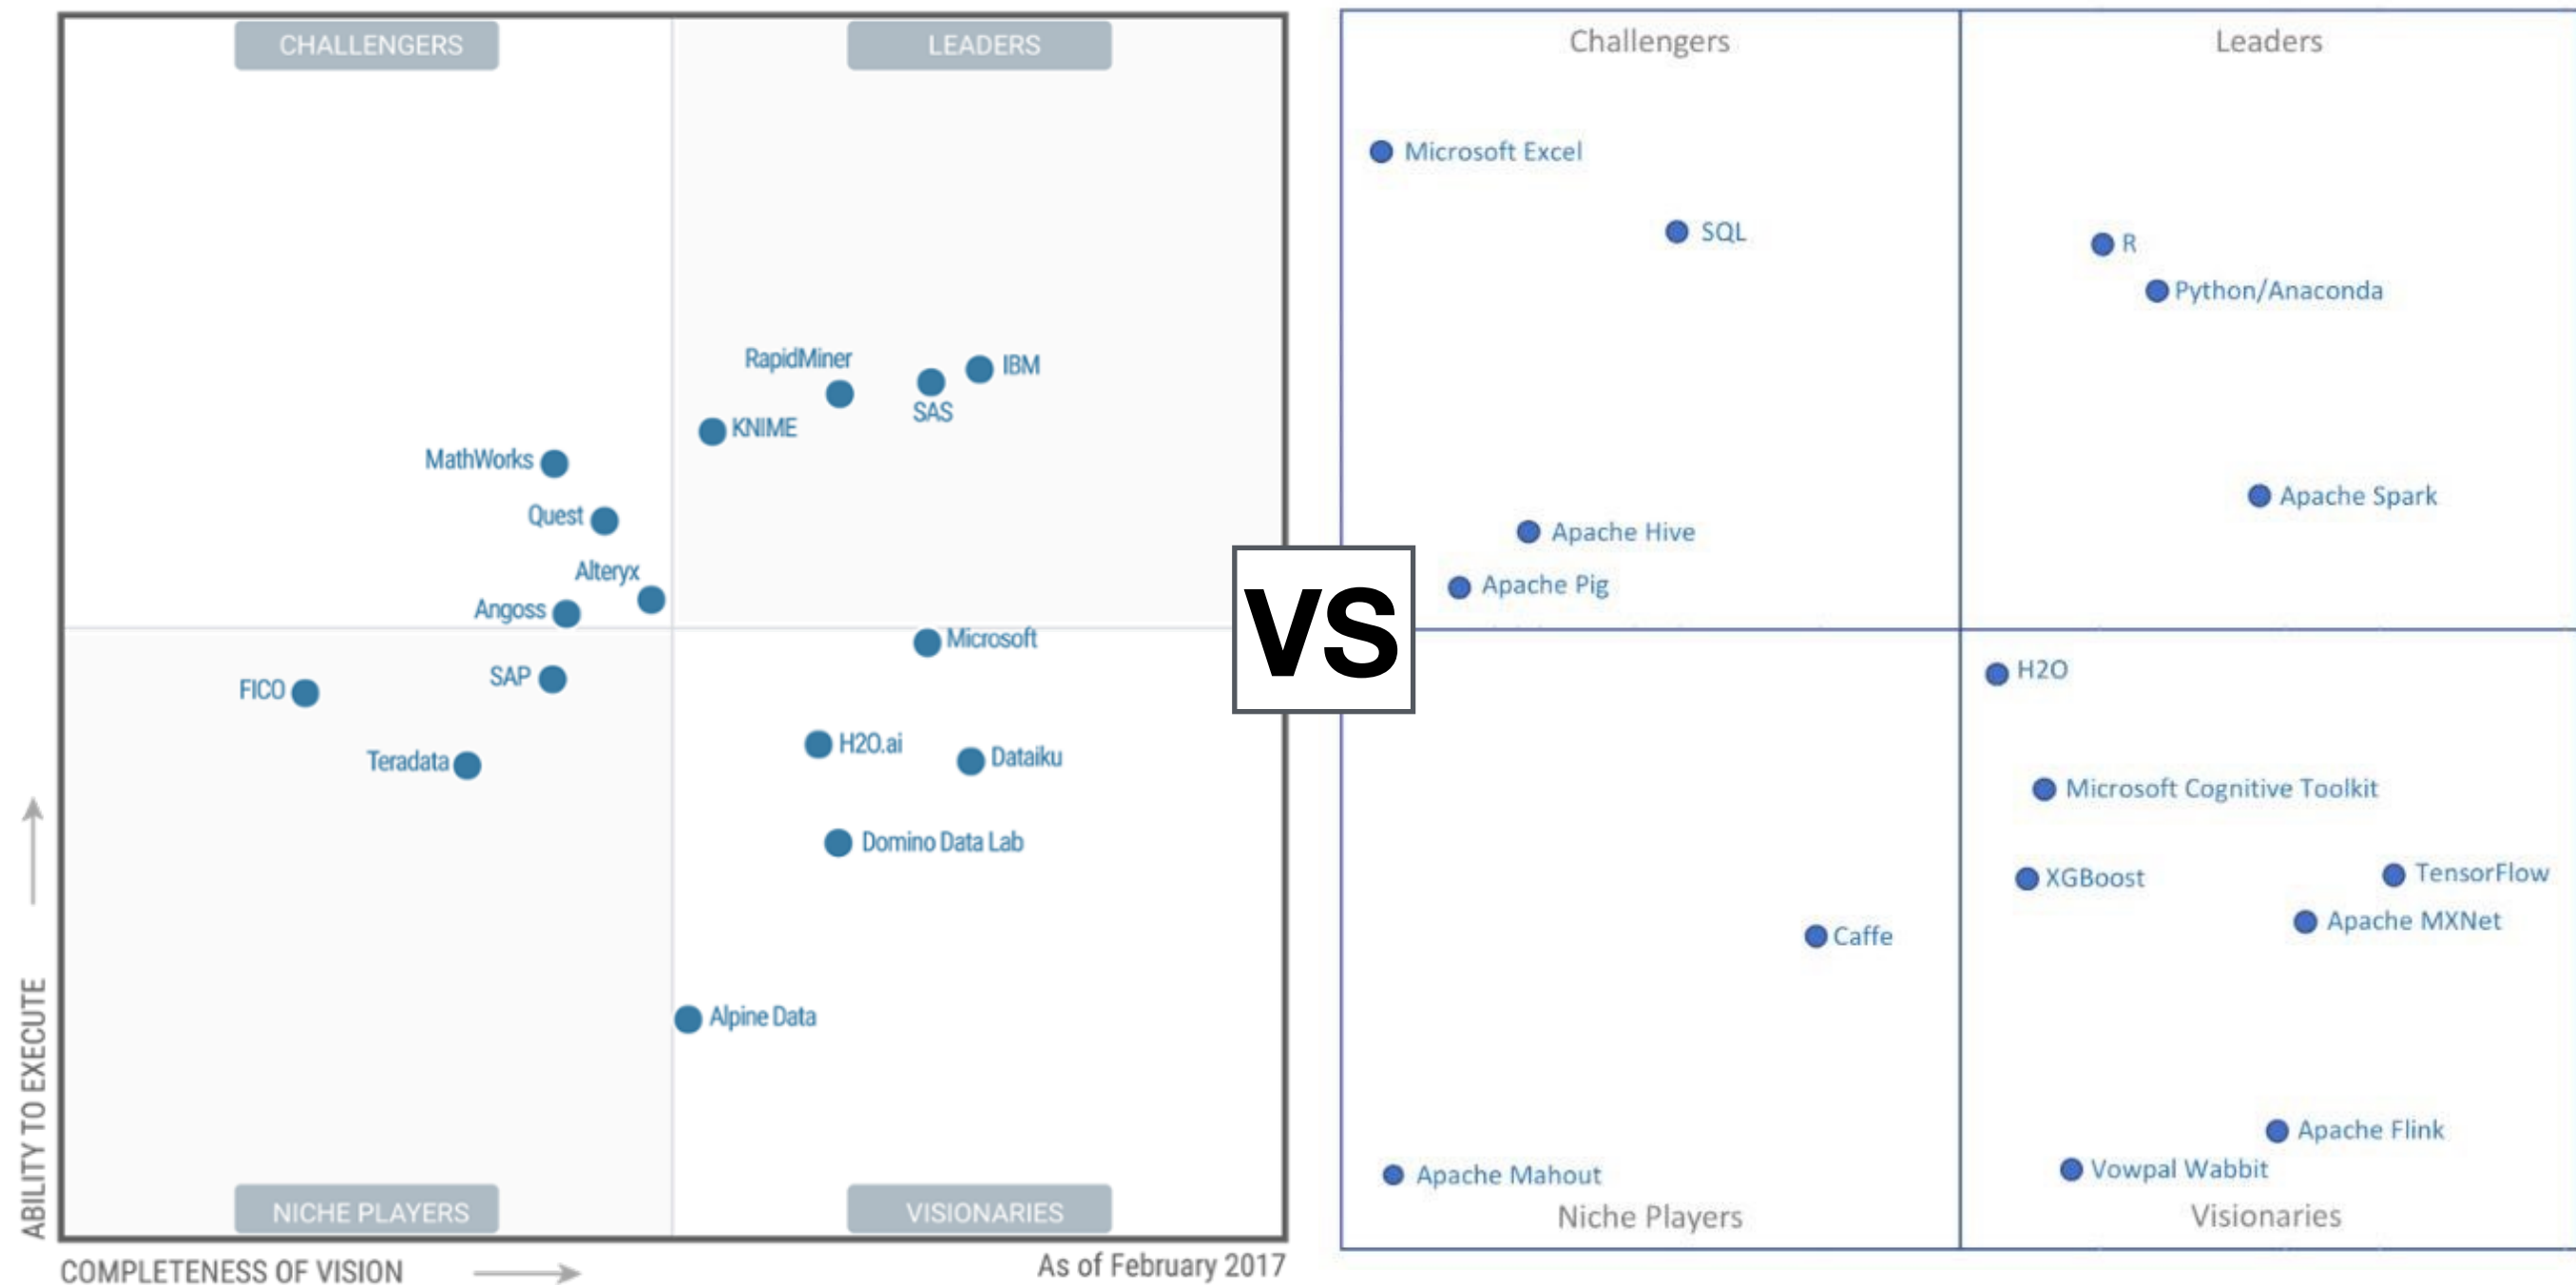 CHALLENGERS
LEADERS
RapidMiner
IBM
SAS
KNIME
MathWorks
Quest
Alteryx
Angoss
Microsoft
SAP
FICO
H2O.ai
Dataiku
Teradata
Domino Data Lab
Alpine Data
NICHE PLAYERS
VISIONARIES
ABILITY TO EXECUTE
COMPLETENESS OF VISION
As of February 2017
VS
Challengers
Leaders
Microsoft Excel
SQL
R
Python/Anaconda
Apache Spark
Apache Hive
Apache Pig
H2O
Microsoft Cognitive Toolkit
XGBoost
TensorFlow
Apache MXNet
Caffe
Apache Flink
Vowpal Wabbit
Apache Mahout
Niche Players
Visionaries